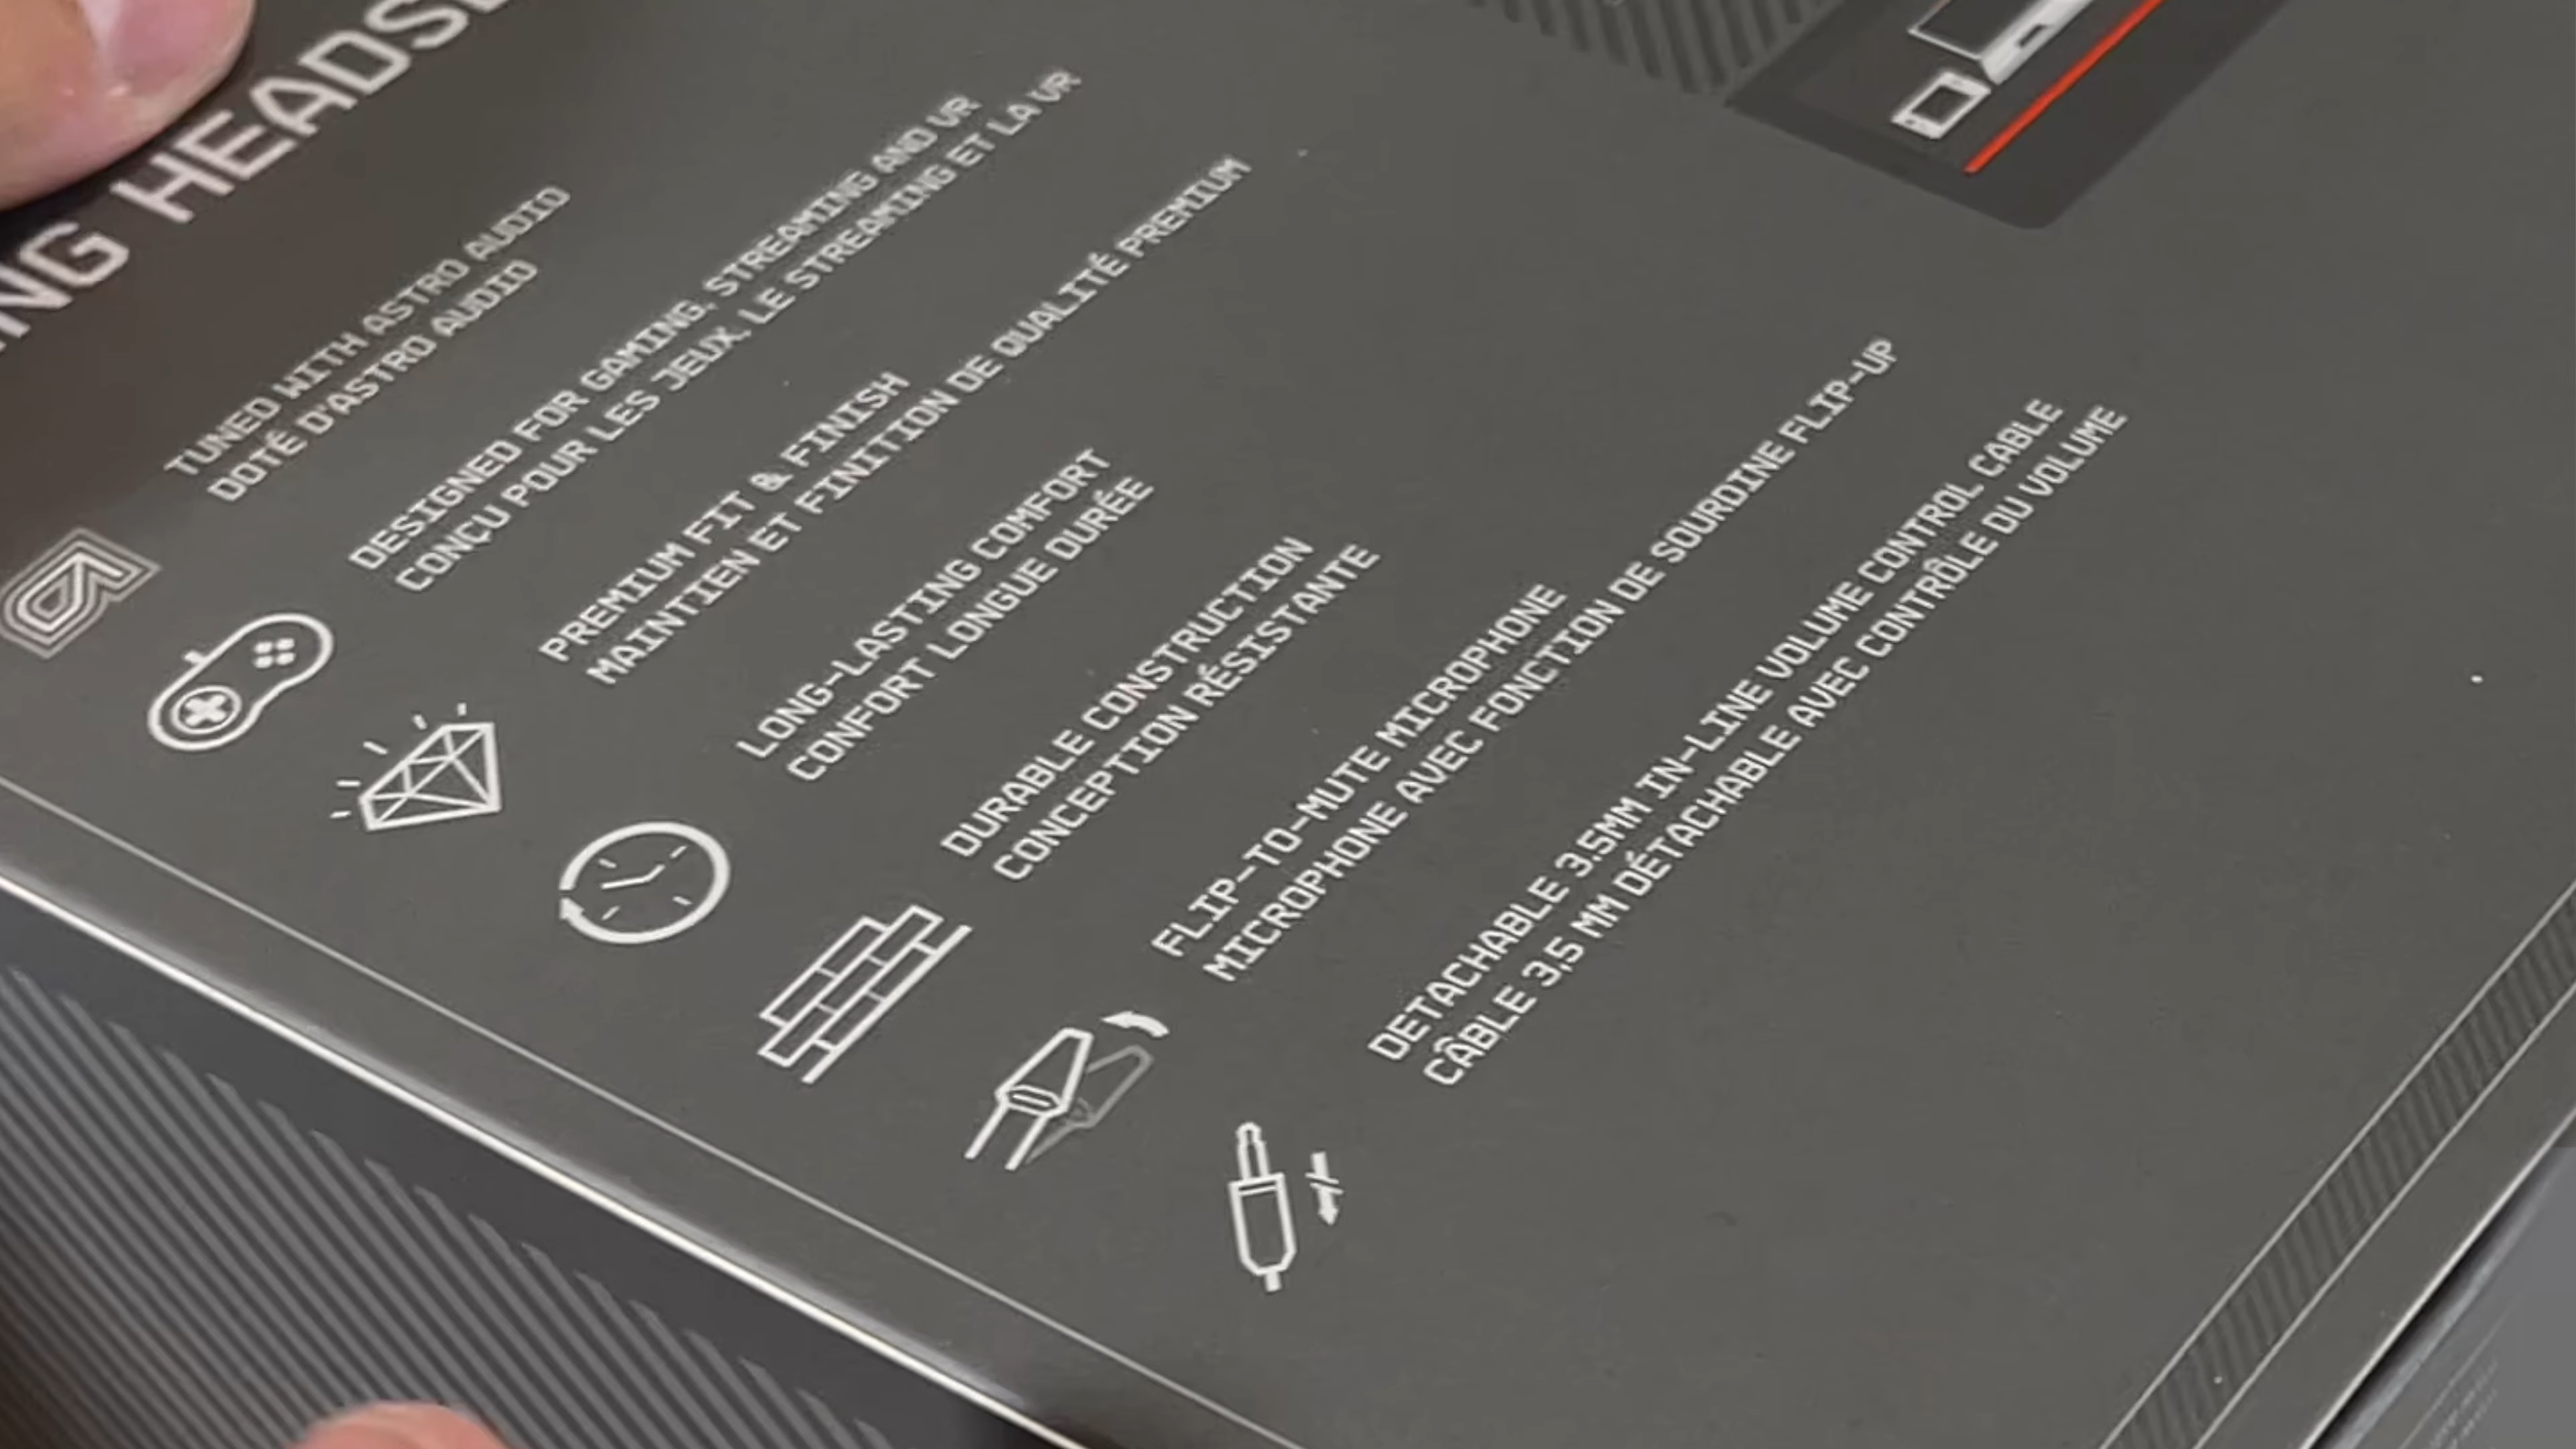 TUNED WITH ASTRO AUDIO
DOTÉ D'ASTRO AUDIO
DESIGNED FOR GAMING, STREAMING AND VR
CONÇU POUR LES JEUX, LE STREAMING ET LA VR
PREMIUM FIT & FINISH
MAINTIEN ET FINITION DE QUALITÉ PREMIUM
LONG-LASTING COMFORT
CONFORT LONGUE DURÉE
DURABLE CONSTRUCTION
CONCEPTION RÉSISTANTE
FLIP-TO-MUTE MICROPHONE
MICROPHONE AVEC FONCTION DE SOURDINE FLIP-UP
DETACHABLE 3.5MM IN-LINE VOLUME CONTROL CABLE
CÂBLE 3,5 MM DÉTACHABLE AVEC CONTRÔLE DU VOLUME